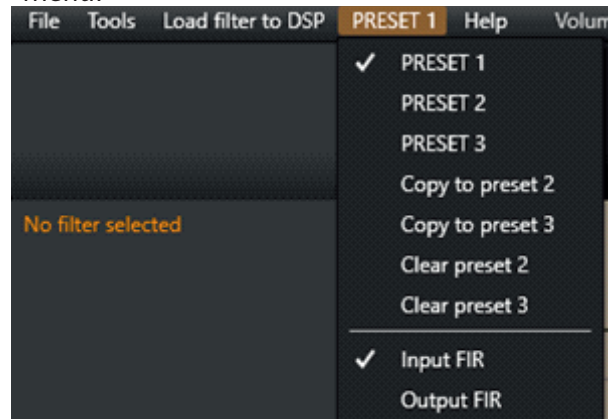 File Tools Load filter to DSP PRESET 1 Help Volum
PRESET 1
PRESET 2
PRESET 3
Copy to preset 2
No filter selected
Copy to preset 3
Clear preset 2
Clear preset 3
Input FIR
Output FIR